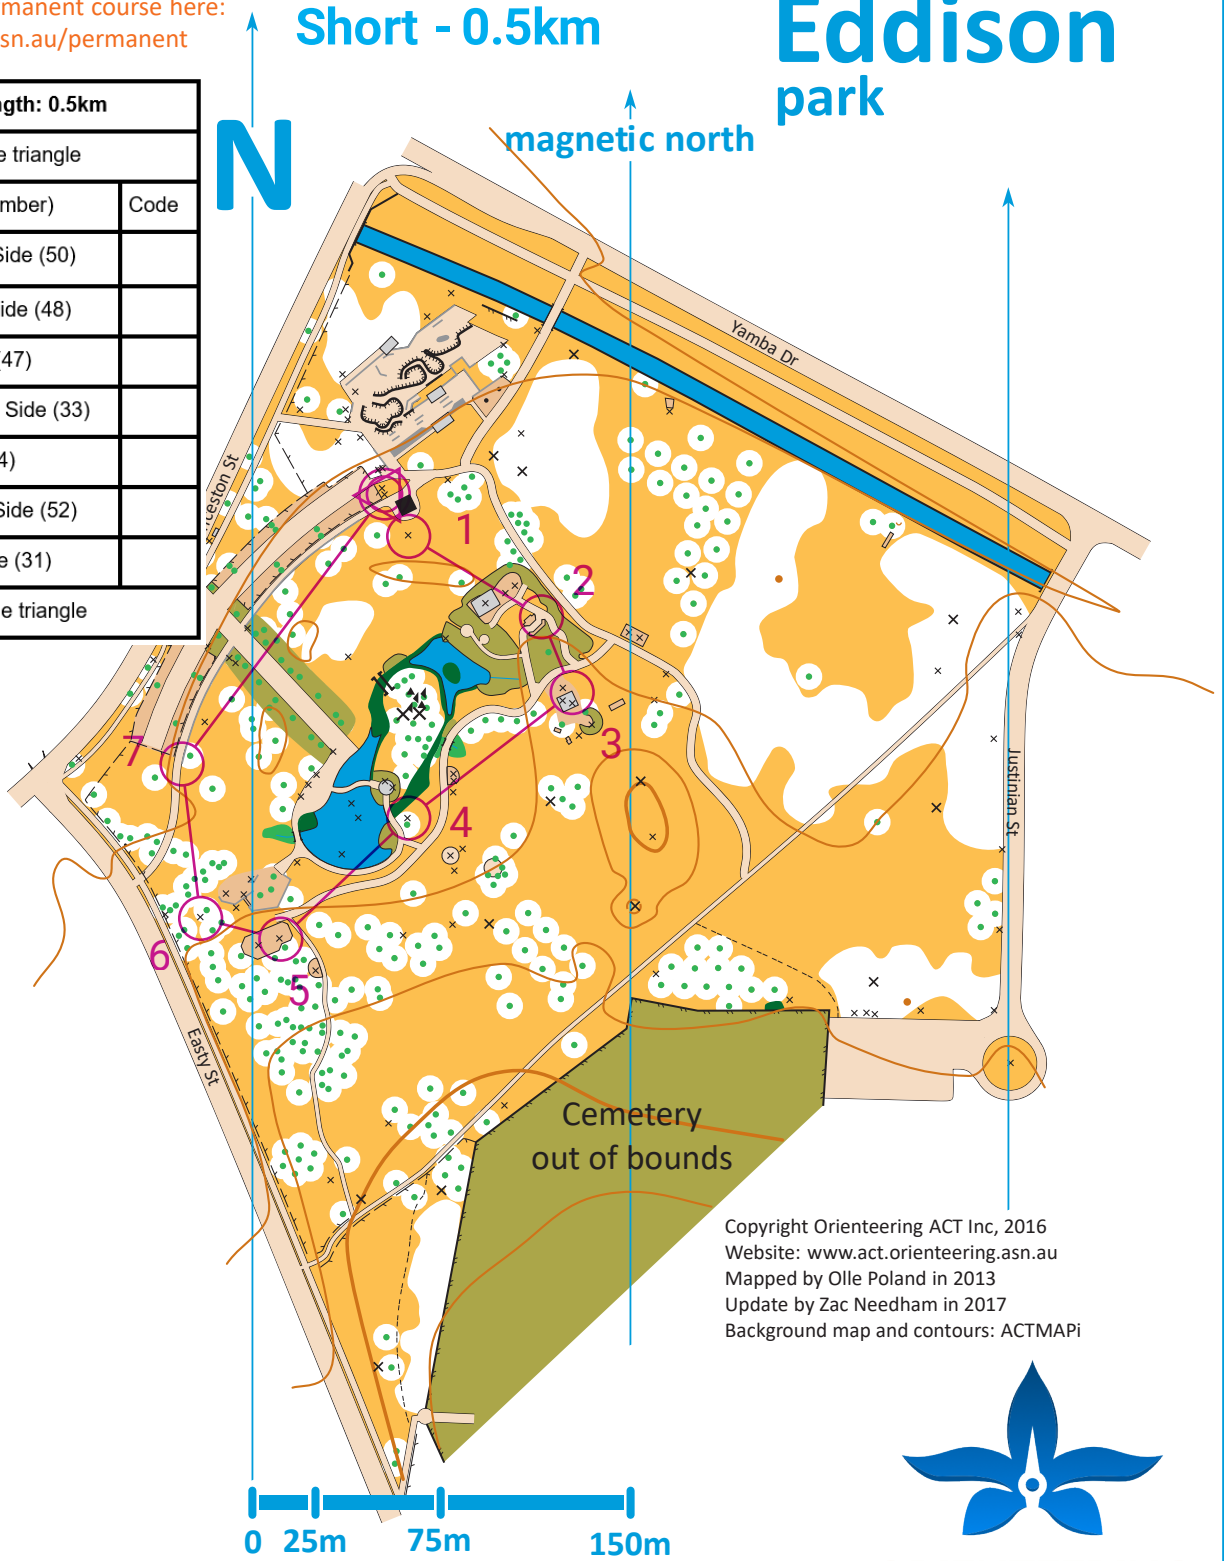 manent course here:
sn.au/permanent
Short - 0.5km
Eddison
park
ngth: 0.5km
e triangle
mber)
Code
Side (50)
ide (48)
47)
Side (33)
4)
Side (52)
e (31)
e triangle
N
magnetic north
Yamba Dr
nceston St
1
2
3
4
5
6
7
Justinian St
Easty St
Cemetery
out of bounds
Copyright Orienteering ACT Inc, 2016
Website: www.act.orienteering.asn.au
Mapped by Olle Poland in 2013
Update by Zac Needham in 2017
Background map and contours: ACTMAPi
0 25m 75m 150m